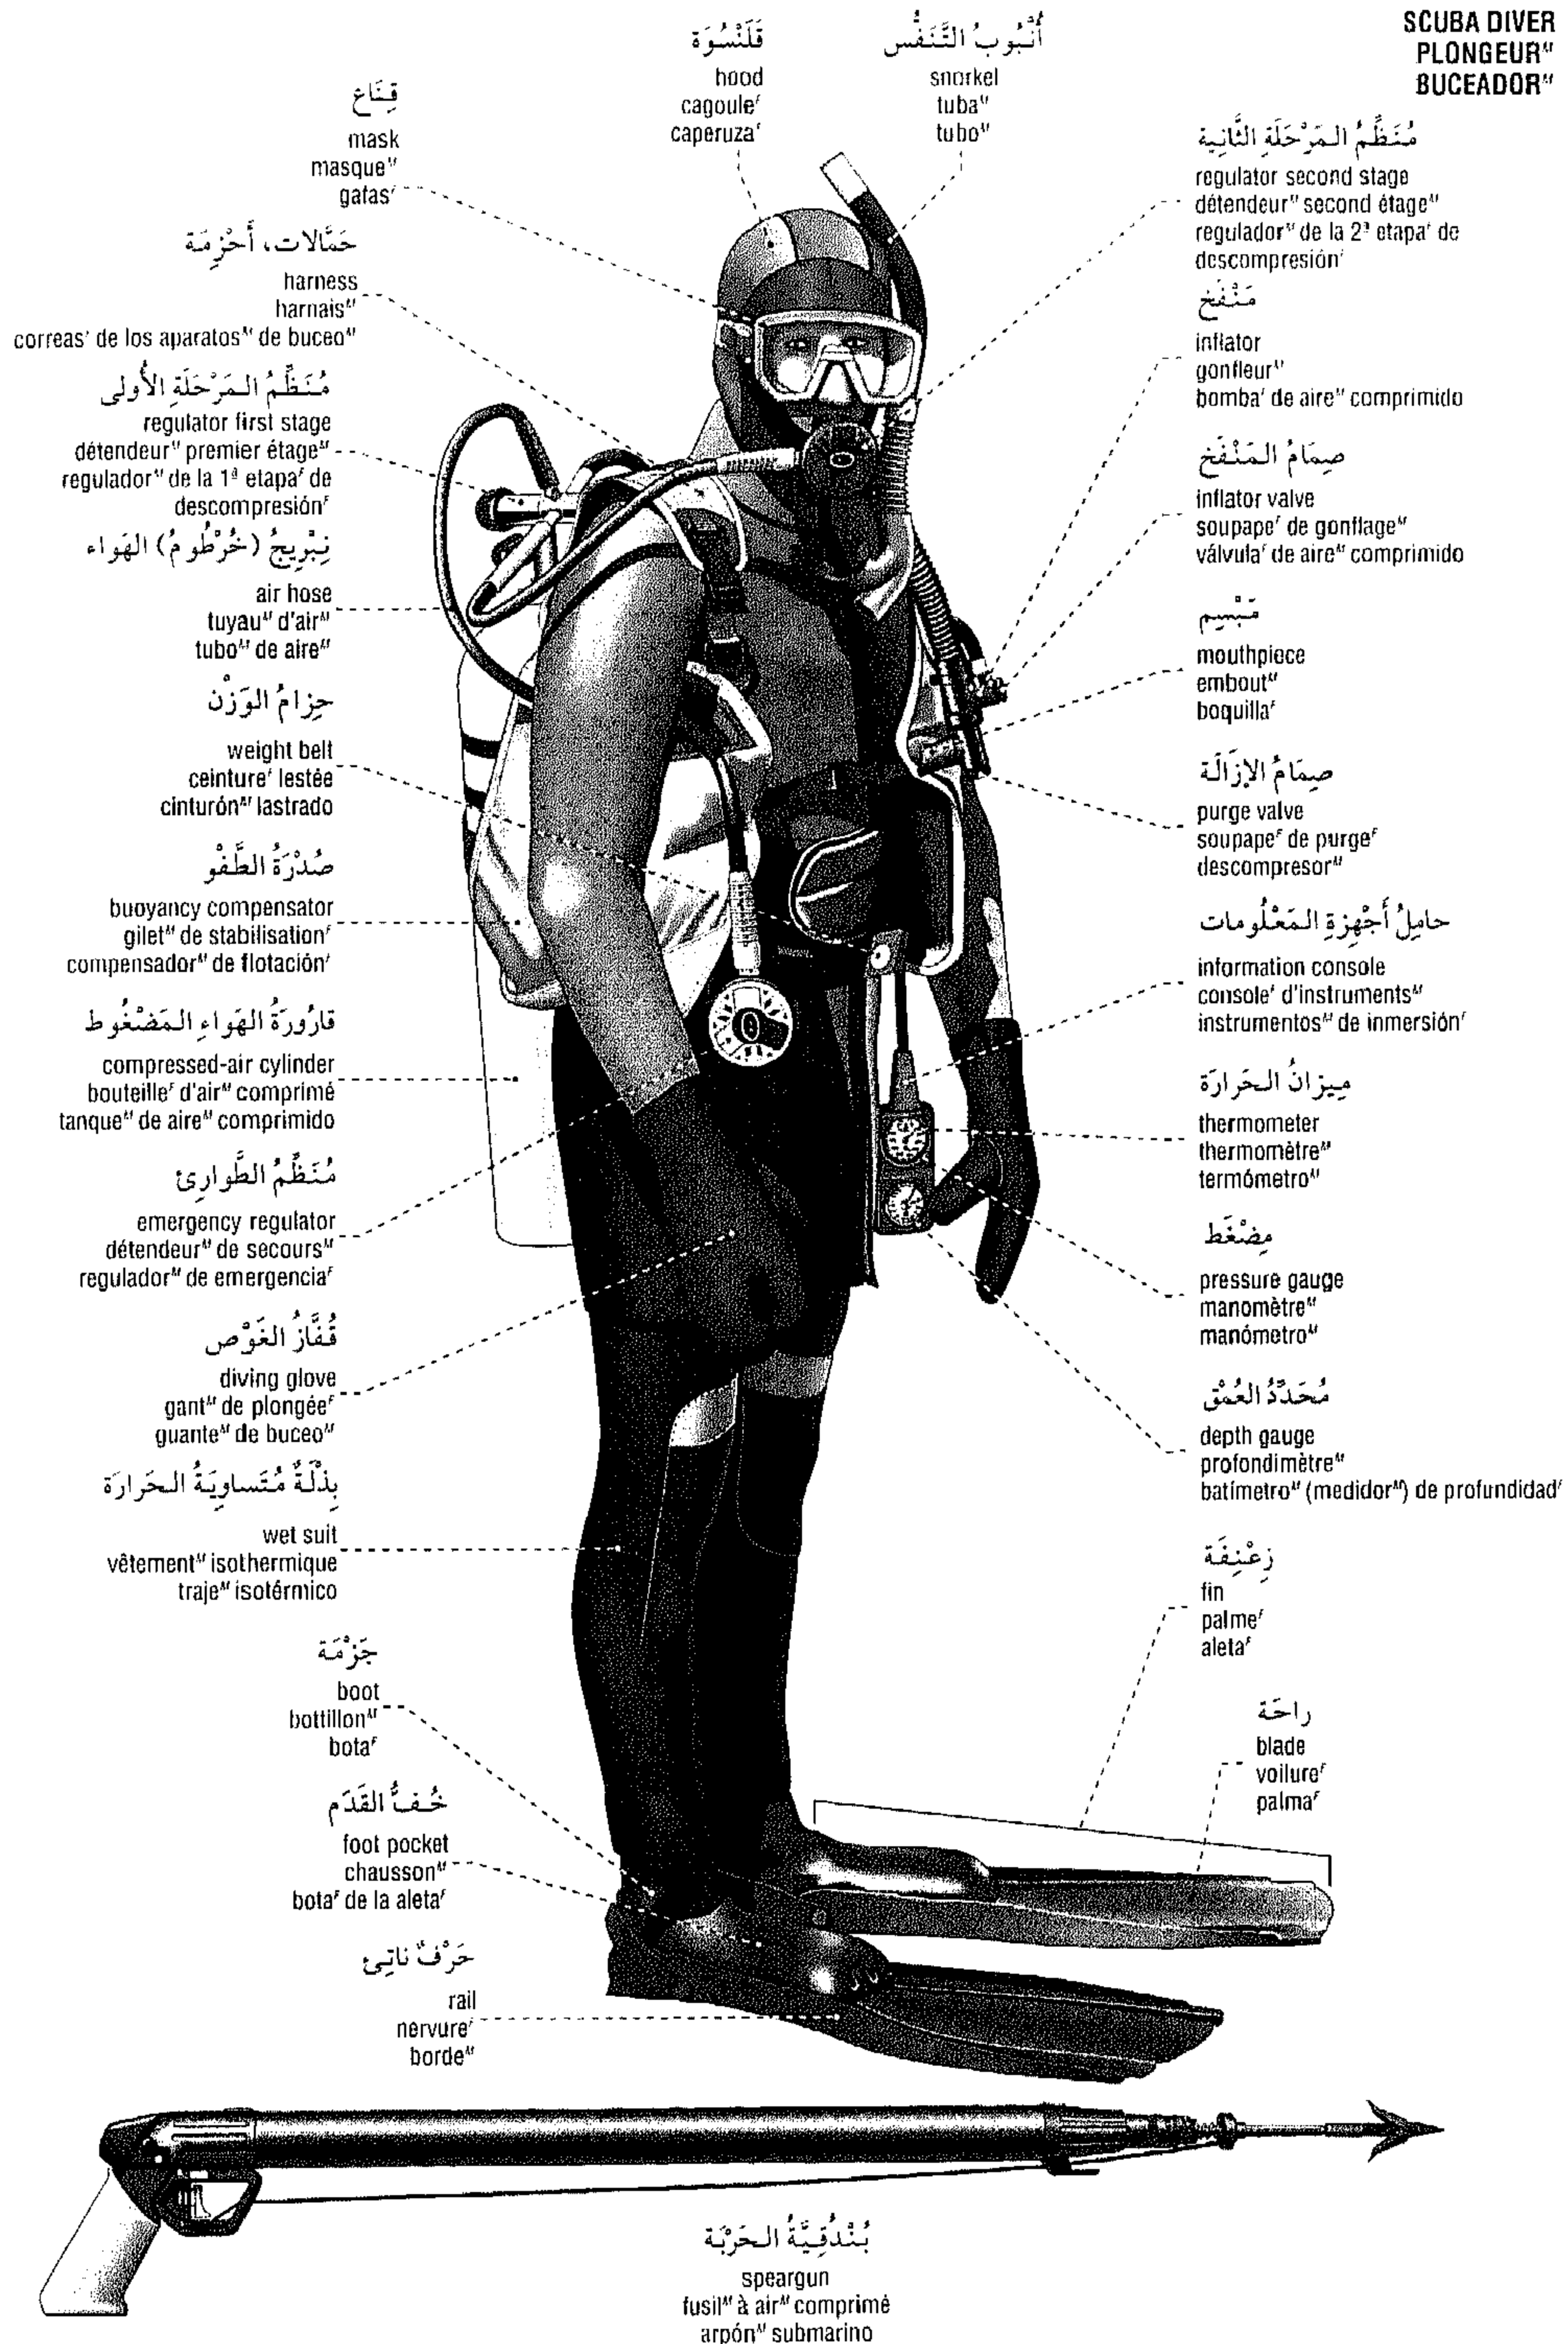 SCUBA DIVER
PLONGEURᴹ
BUCEADORᴹ
قَلَنْسُوَة
hood
cagouleᶠ
caperuzaᶠ
أُنْبُوبُ التَّنَفُّس
snorkel
tubaᴹ
tuboᴹ
قِنَاع
mask
masqueᴹ
gafasᶠ
حَمَّالات، أَحْزِمَة
harness
harnaisᴹ
correasᶠ de los aparatosᴹ de buceoᴹ
مُنَظِّمُ المَرْحَلَةِ الأُولى
regulator first stage
détendeurᴹ premier étageᴹ
reguladorᴹ de la 1ª etapaᶠ de
descompresiónᶠ
نِبْرِيجُ (خُرْطُومُ) الهَواء
air hose
tuyauᴹ d'airᴹ
tuboᴹ de aireᴹ
حِزامُ الوَزْن
weight belt
ceintureᶠ lestée
cinturónᴹ lastrado
صُدْرَةُ الطَّفْو
buoyancy compensator
giletᴹ de stabilisationᶠ
compensadorᴹ de flotaciónᶠ
قارُورَةُ الهَواءِ المَضْغُوط
compressed-air cylinder
bouteilleᶠ d'airᴹ comprimé
tanqueᴹ de aireᴹ comprimido
مُنَظِّمُ الطَّوارِئ
emergency regulator
détendeurᴹ de secoursᴹ
reguladorᴹ de emergenciaᶠ
قُفَّازُ الغَوْص
diving glove
gantᴹ de plongéeᶠ
guanteᴹ de buceoᴹ
بِذْلَةٌ مُتَساوِيَةُ الحَرارَة
wet suit
vêtementᴹ isothermique
trajeᴹ isotérmico
جَزْمَة
boot
bottillonᴹ
botaᶠ
خُفُّ القَدَم
foot pocket
chaussonᴹ
botaᶠ de la aletaᶠ
حَرْفٌ ناتِئ
rail
nervureᶠ
bordeᴹ
مُنَظِّمُ المَرْحَلَةِ الثَّانِية
regulator second stage
détendeurᴹ second étageᴹ
reguladorᴹ de la 2ª etapaᶠ de
descompresiónᶠ
مَنْفَخ
inflator
gonfleurᴹ
bombaᶠ de aireᴹ comprimido
صِمَامُ المَنْفَخ
inflator valve
soupapeᶠ de gonflageᴹ
válvulaᶠ de aireᴹ comprimido
مَبْسِم
mouthpiece
emboutᴹ
boquillaᶠ
صِمَامُ الإِزَالَة
purge valve
soupapeᶠ de purgeᶠ
descompresorᴹ
حامِلُ أَجْهِزةِ المَعْلُومات
information console
consoleᶠ d'instrumentsᴹ
instrumentosᴹ de inmersiónᶠ
مِيزانُ الحَرارَة
thermometer
thermomètreᴹ
termómetroᴹ
مِضْغَط
pressure gauge
manomètreᴹ
manómetroᴹ
مُحَدِّدُ العُمْق
depth gauge
profondimètreᴹ
batímetroᴹ (medidorᴹ) de profundidadᶠ
زِعْنِفَة
fin
palmeᶠ
aletaᶠ
راحَة
blade
voilureᶠ
palmaᶠ
بُنْدُقِيَّةُ الحَرْبَة
speargun
fusilᴹ à airᴹ comprimé
arpónᴹ submarino